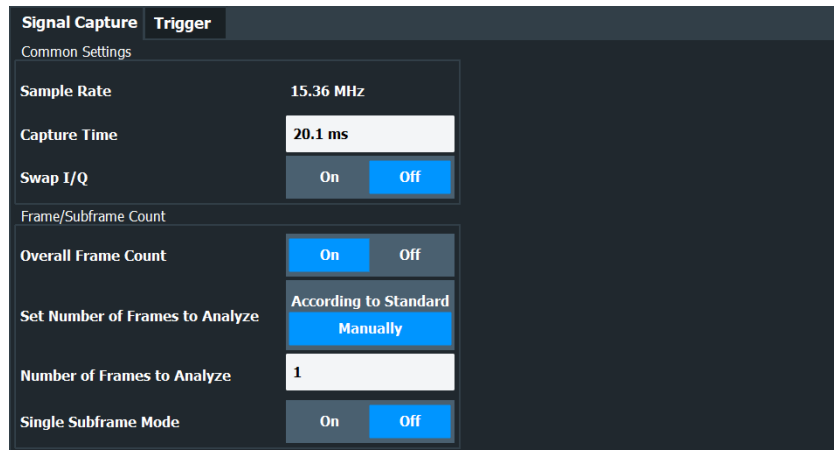 Signal Capture Trigger
Common Settings
Sample Rate 15.36 MHz
Capture Time 20.1 ms
Swap I/Q On Off
Frame/Subframe Count
Overall Frame Count On Off
Set Number of Frames to Analyze According to Standard
Manually
Number of Frames to Analyze 1
Single Subframe Mode On Off